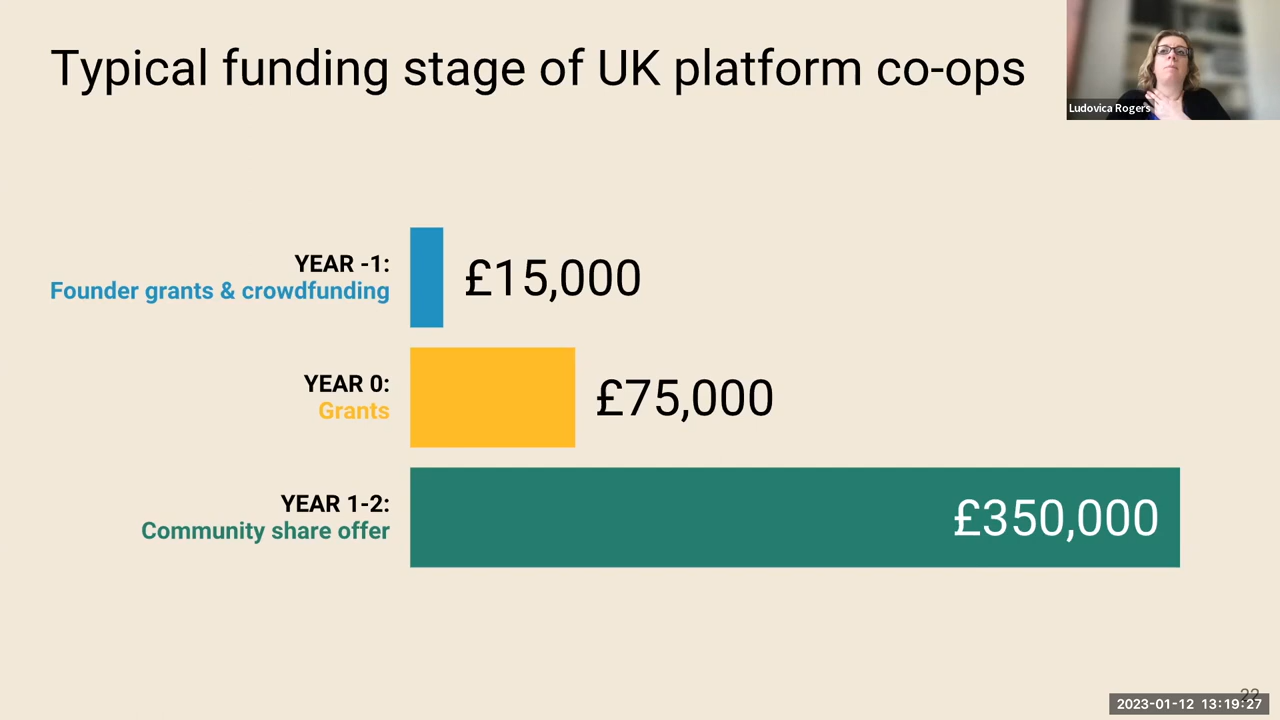 Typical funding stage of UK platform co-ops
Ludovica Rogers
YEAR -1:
Founder grants & crowdfunding
£15,000
YEAR 0:
Grants
£75,000
YEAR 1-2:
Community share offer
£350,000
22
2023-01-12 13:19:27